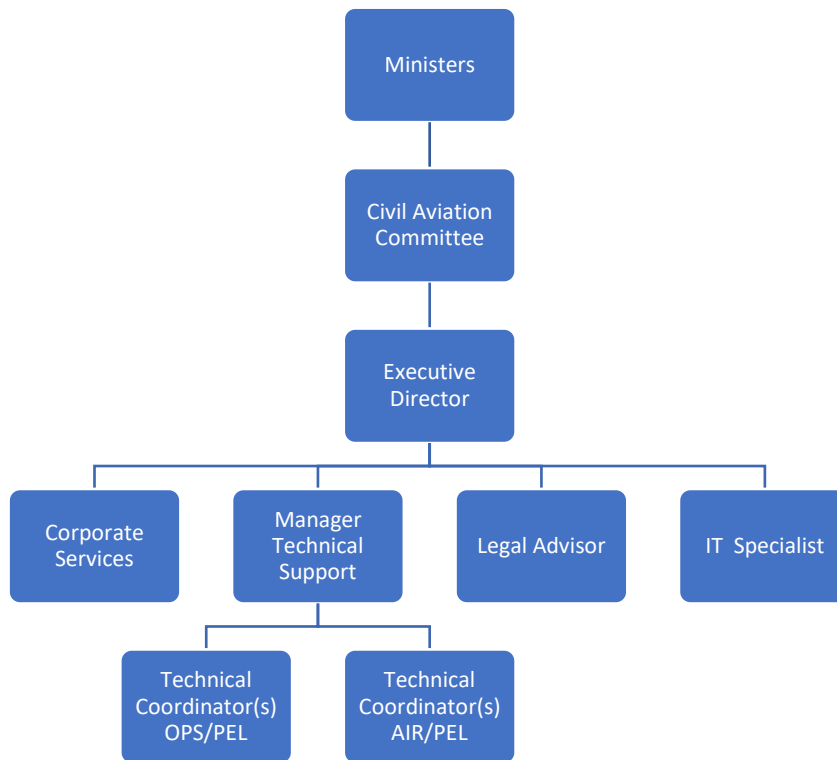 Ministers
Civil Aviation
Committee
Executive
Director
Corporate
Services
Manager
Technical
Support
Legal Advisor
IT  Specialist
Technical
Coordinator(s)
OPS/PEL
Technical
Coordinator(s)
AIR/PEL